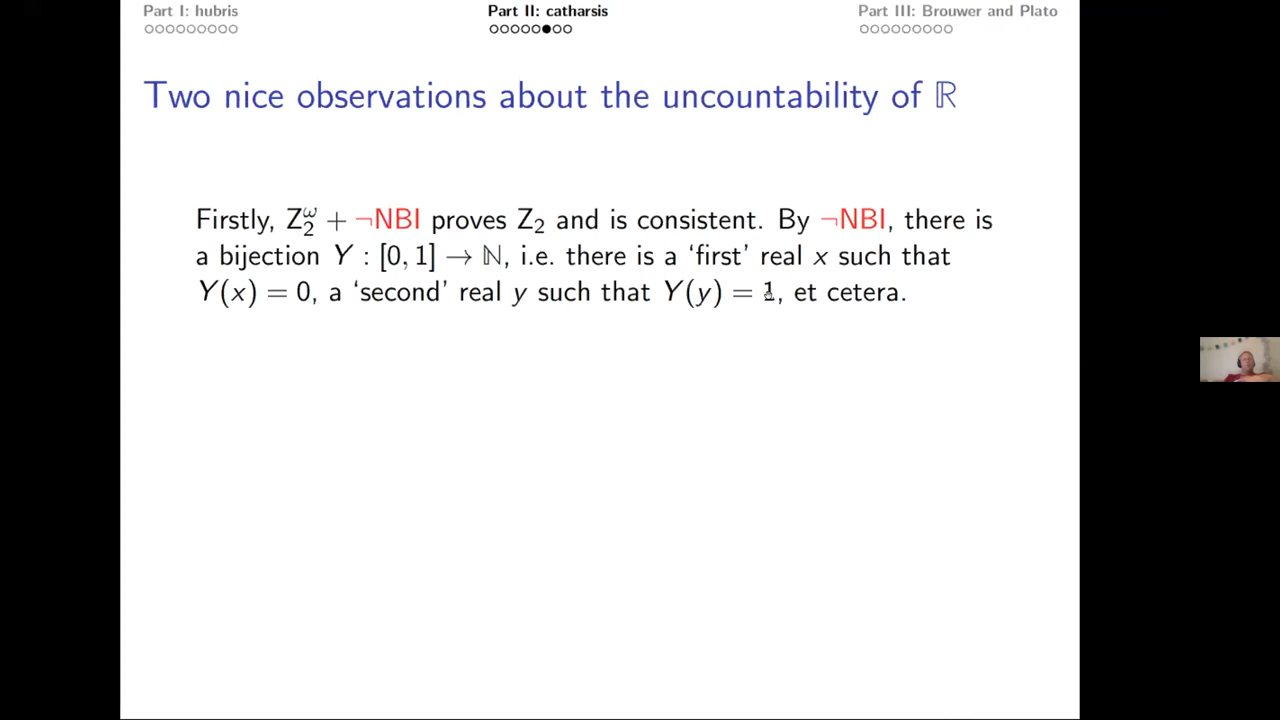 Part I: hubris
Part II: catharsis
Part III: Brouwer and Plato
Two nice observations about the uncountability of ℝ
Firstly, Z₂^ω + ¬NBI proves Z₂ and is consistent. By ¬NBI, there is
a bijection Y : [0, 1] → ℕ, i.e. there is a ‘first’ real x such that
Y(x) = 0, a ‘second’ real y such that Y(y) = 1, et cetera.